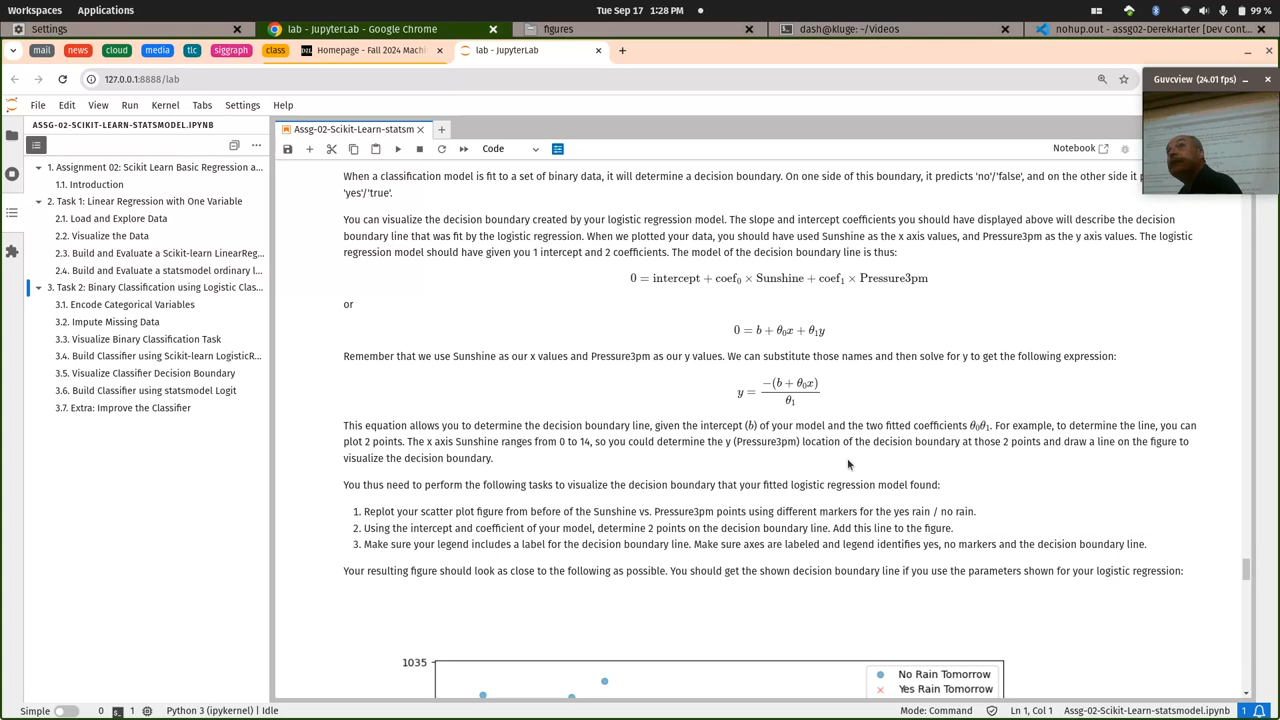 Workspaces Applications Tue Sep 17 1:28 PM 99 %
Settings lab - JupyterLab - Google Chrome figures dash@kluge: ~/Videos nohup.out - assg02-DerekHarter [Dev Cont...
mail news cloud media tlc siggraph class Homepage - Fall 2024 Machi lab - JupyterLab
127.0.0.1:8888/lab
Guvcview (24.01 fps)
File Edit View Run Kernel Tabs Settings Help
ASSG-02-SCIKIT-LEARN-STATSMODEL.IPYNB
Assg-02-Scikit-Learn-statsm
Code
Notebook
1. Assignment 02: Scikit Learn Basic Regression a...
1.1. Introduction
2. Task 1: Linear Regression with One Variable
2.1. Load and Explore Data
2.2. Visualize the Data
2.3. Build and Evaluate a Scikit-learn LinearReg...
2.4. Build and Evaluate a statsmodel ordinary l...
3. Task 2: Binary Classification using Logistic Clas...
3.1. Encode Categorical Variables
3.2. Impute Missing Data
3.3. Visualize Binary Classification Task
3.4. Build Classifier using Scikit-learn LogisticR...
3.5. Visualize Classifier Decision Boundary
3.6. Build Classifier using statsmodel Logit
3.7. Extra: Improve the Classifier
When a classification model is fit to a set of binary data, it will determine a decision boundary. On one side of this boundary, it predicts 'no'/'false', and on the other side it p
'yes'/'true'.
You can visualize the decision boundary created by your logistic regression model. The slope and intercept coefficients you should have displayed above will describe the decision
boundary line that was fit by the logistic regression. When we plotted your data, you should have used Sunshine as the x axis values, and Pressure3pm as the y axis values. The logistic
regression model should have given you 1 intercept and 2 coefficients. The model of the decision boundary line is thus:
0 = intercept + coef₀ × Sunshine + coef₁ × Pressure3pm
or
0 = b + θ₀x + θ₁y
Remember that we use Sunshine as our x values and Pressure3pm as our y values. We can substitute those names and then solve for y to get the following expression:
y = −(b + θ₀x) / θ₁
This equation allows you to determine the decision boundary line, given the intercept (b) of your model and the two fitted coefficients θ₀θ₁. For example, to determine the line, you can
plot 2 points. The x axis Sunshine ranges from 0 to 14, so you could determine the y (Pressure3pm) location of the decision boundary at those 2 points and draw a line on the figure to
visualize the decision boundary.
You thus need to perform the following tasks to visualize the decision boundary that your fitted logistic regression model found:
1. Replot your scatter plot figure from before of the Sunshine vs. Pressure3pm points using different markers for the yes rain / no rain.
2. Using the intercept and coefficient of your model, determine 2 points on the decision boundary line. Add this line to the figure.
3. Make sure your legend includes a label for the decision boundary line. Make sure axes are labeled and legend identifies yes, no markers and the decision boundary line.
Your resulting figure should look as close to the following as possible. You should get the shown decision boundary line if you use the parameters shown for your logistic regression:
1035
No Rain Tomorrow
Yes Rain Tomorrow
Simple 0 1 Python 3 (ipykernel) | Idle Mode: Command Ln 1, Col 1 Assg-02-Scikit-Learn-statsmodel.ipynb 1